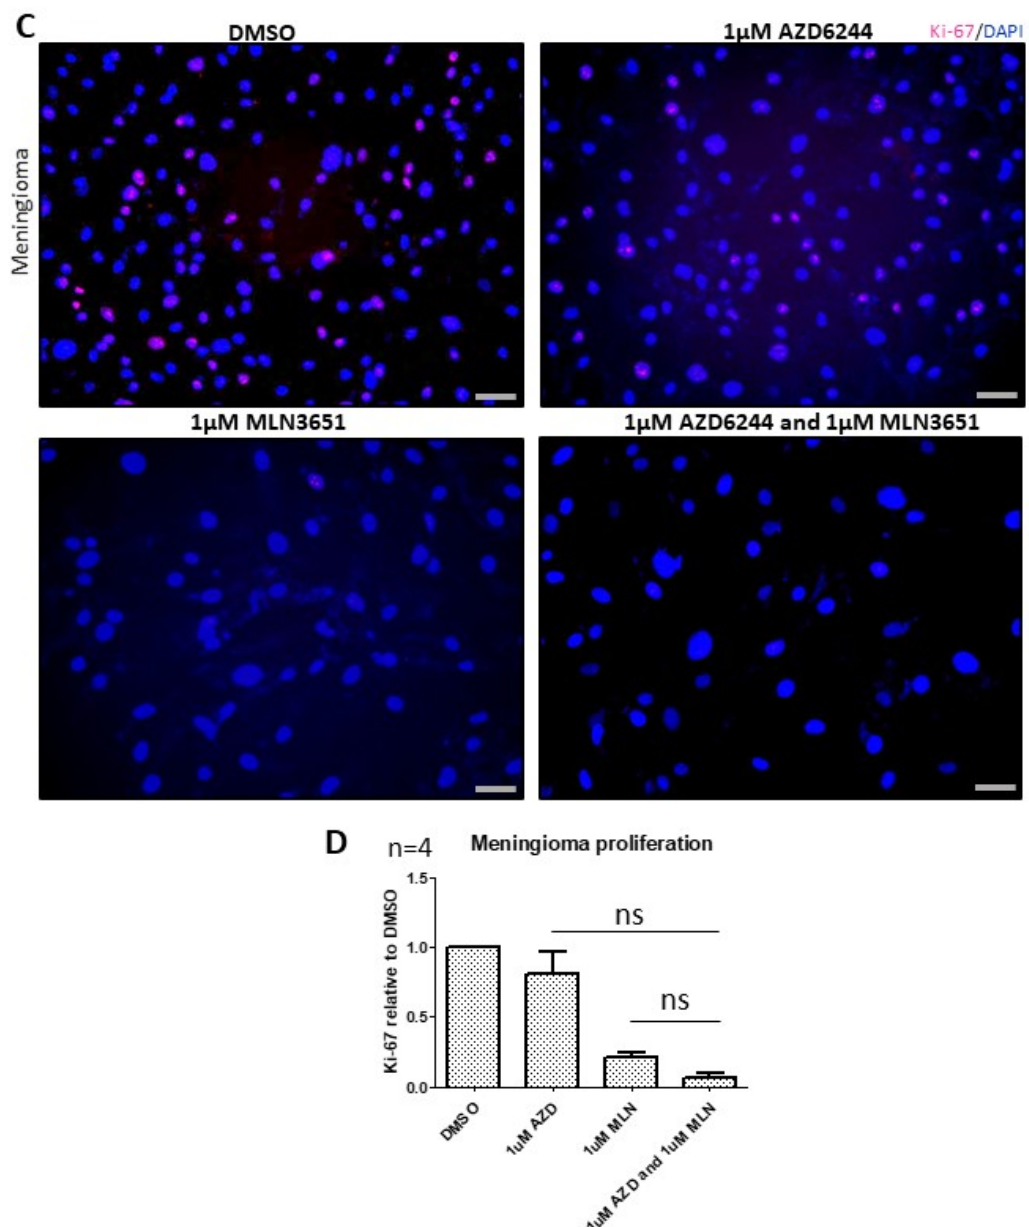 C
DMSO
1µM AZD6244
Ki-67/DAPI
Meningioma
1µM MLN3651
1µM AZD6244 and 1µM MLN3651
D
n=4
Meningioma proliferation
Ki-67 relative to DMSO
1.5
1.0
0.5
0.0
ns
ns
DMSO
1uM AZD
1uM MLN
1uM AZD and 1uM MLN